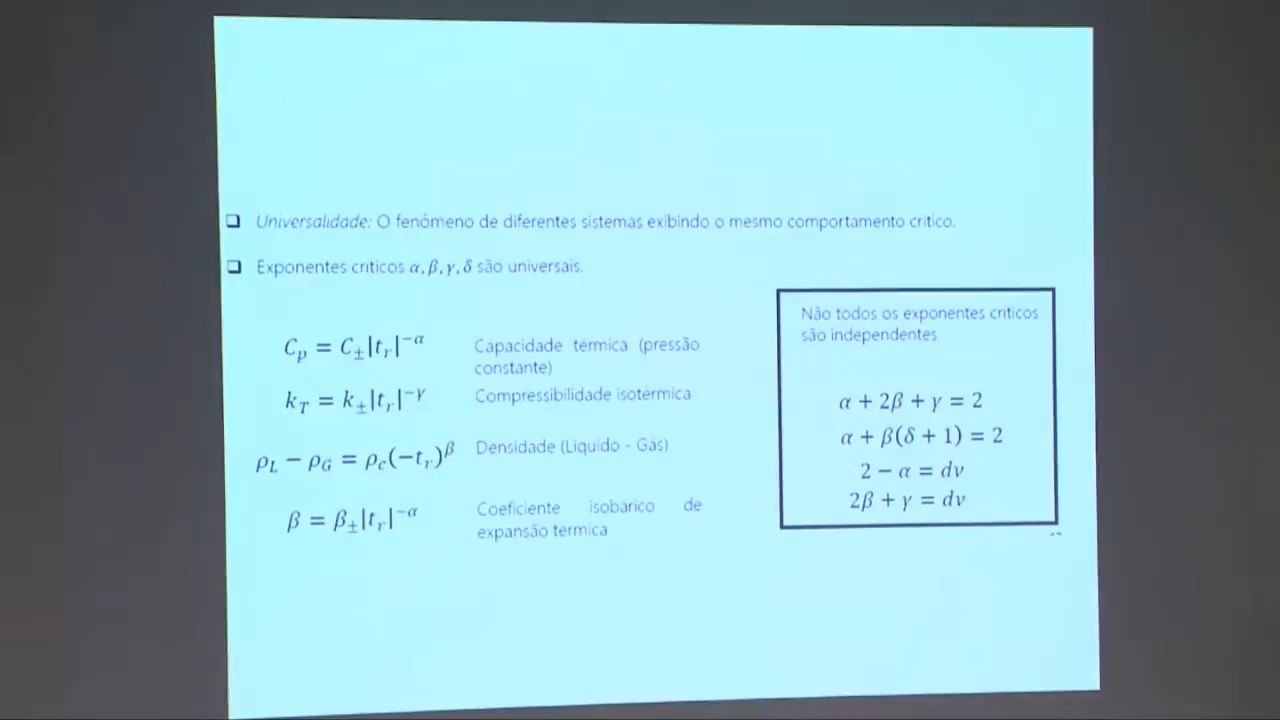 ❑ Universalidade: O fenômeno de diferentes sistemas exibindo o mesmo comportamento crítico.
❑ Exponentes críticos α, β, γ, δ são universais.
C_p = C_±|t_r|^{-α}
Capacidade térmica (pressão
constante)
k_T = k_±|t_r|^{-γ}
Compressibilidade isotérmica
ρ_L − ρ_G = ρ_c(−t_r)^β
Densidade (Líquido - Gás)
β = β_±|t_r|^{-α}
Coeficiente isobárico de
expansão térmica
Não todos os exponentes críticos
são independentes
α + 2β + γ = 2
α + β(δ + 1) = 2
2 − α = dν
2β + γ = dν